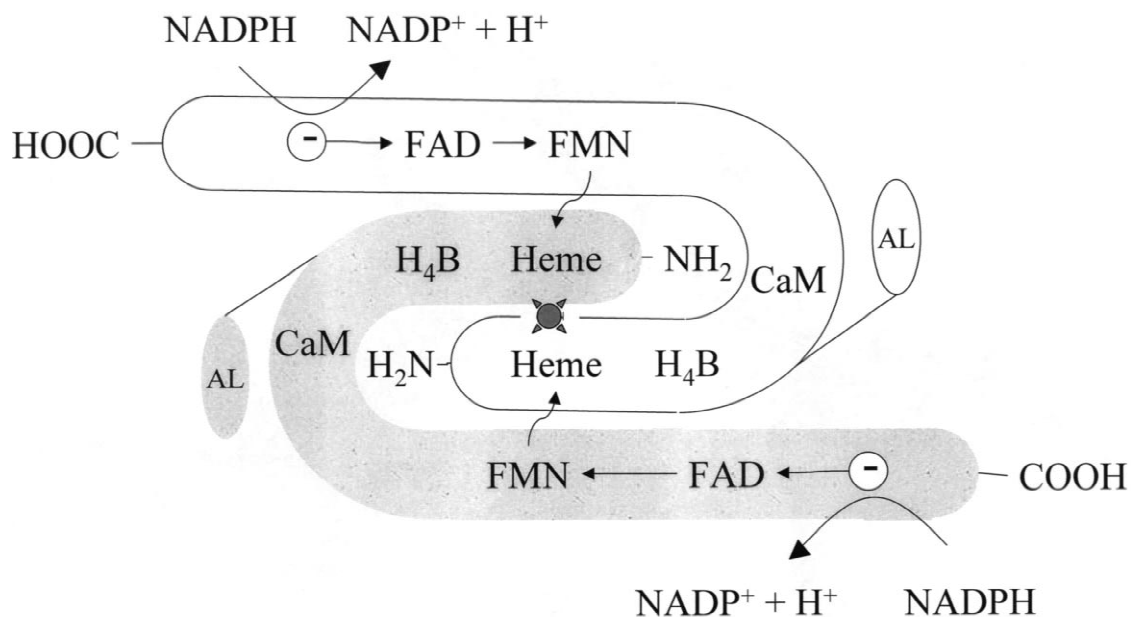 NADPH NADP⁺ + H⁺
HOOC - FAD FMN
AL
H₄B Heme NH₂ CaM
CaM H₂N Heme H₄B
AL
FMN FAD - COOH
NADP⁺ + H⁺ NADPH